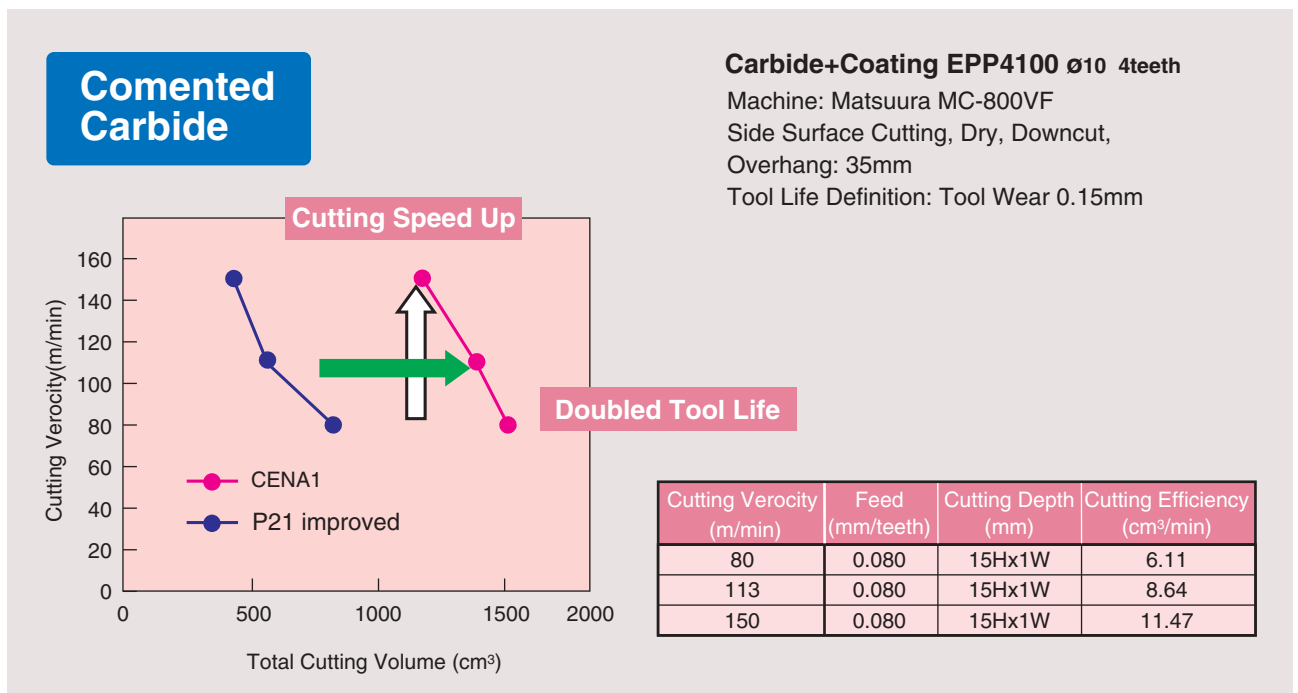 Comented
Carbide
Carbide+Coating EPP4100 ø10 4teeth
Machine: Matsuura MC-800VF
Side Surface Cutting, Dry, Downcut,
Overhang: 35mm
Tool Life Definition: Tool Wear 0.15mm
Cutting Speed Up
Cutting Verocity(m/min)
160
140
120
100
80
60
40
20
0
Doubled Tool Life
CENA1
P21 improved
0 500 1000 1500 2000
Total Cutting Volume (cm³)
Cutting Verocity Feed Cutting Depth Cutting Efficiency
(m/min) (mm/teeth) (mm) (cm³/min)
80 0.080 15Hx1W 6.11
113 0.080 15Hx1W 8.64
150 0.080 15Hx1W 11.47